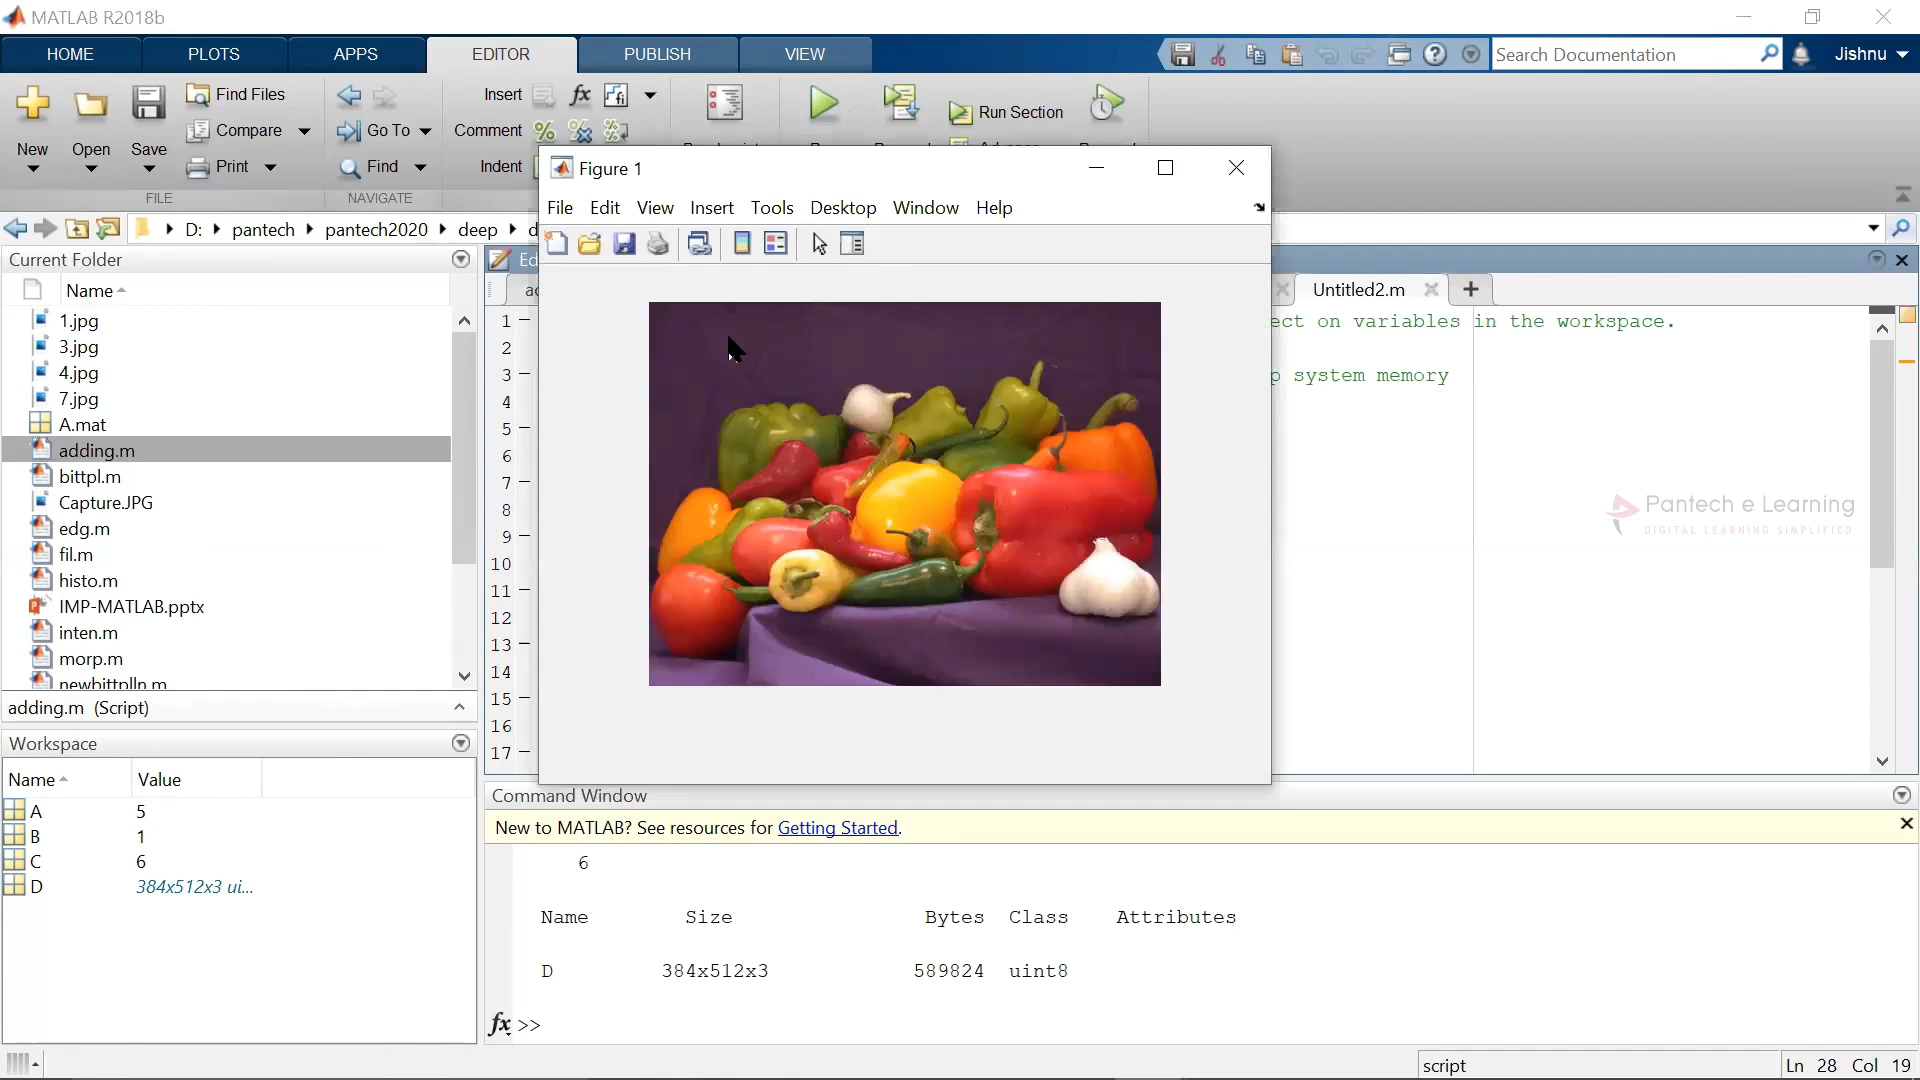 MATLAB R2018b
HOME PLOTS APPS EDITOR PUBLISH VIEW
Search Documentation
Jishnu
New
Open
Save
Find Files
Compare
Print
FILE
Go To
Find
NAVIGATE
Insert fx
Comment
Indent
Run Section
D: pantech pantech2020 deep
Current Folder
Name
1.jpg
3.jpg
4.jpg
7.jpg
A.mat
adding.m
bittpl.m
Capture.JPG
edg.m
fil.m
histo.m
IMP-MATLAB.pptx
inten.m
morp.m
newbittplln.m
adding.m (Script)
Workspace
Name Value
A 5
B 1
C 6
D 384x512x3 ui...
Figure 1
File Edit View Insert Tools Desktop Window Help
Untitled2.m
1
2
3
4
5
6
7
8
9
10
11
12
13
14
15
16
17
ect on variables in the workspace.
p system memory
Pantech e Learning
DIGITAL LEARNING SIMPLIFIED
Command Window
New to MATLAB? See resources for Getting Started.
6
Name Size Bytes Class Attributes
D 384x512x3 589824 uint8
fx >>
script
Ln 28 Col 19